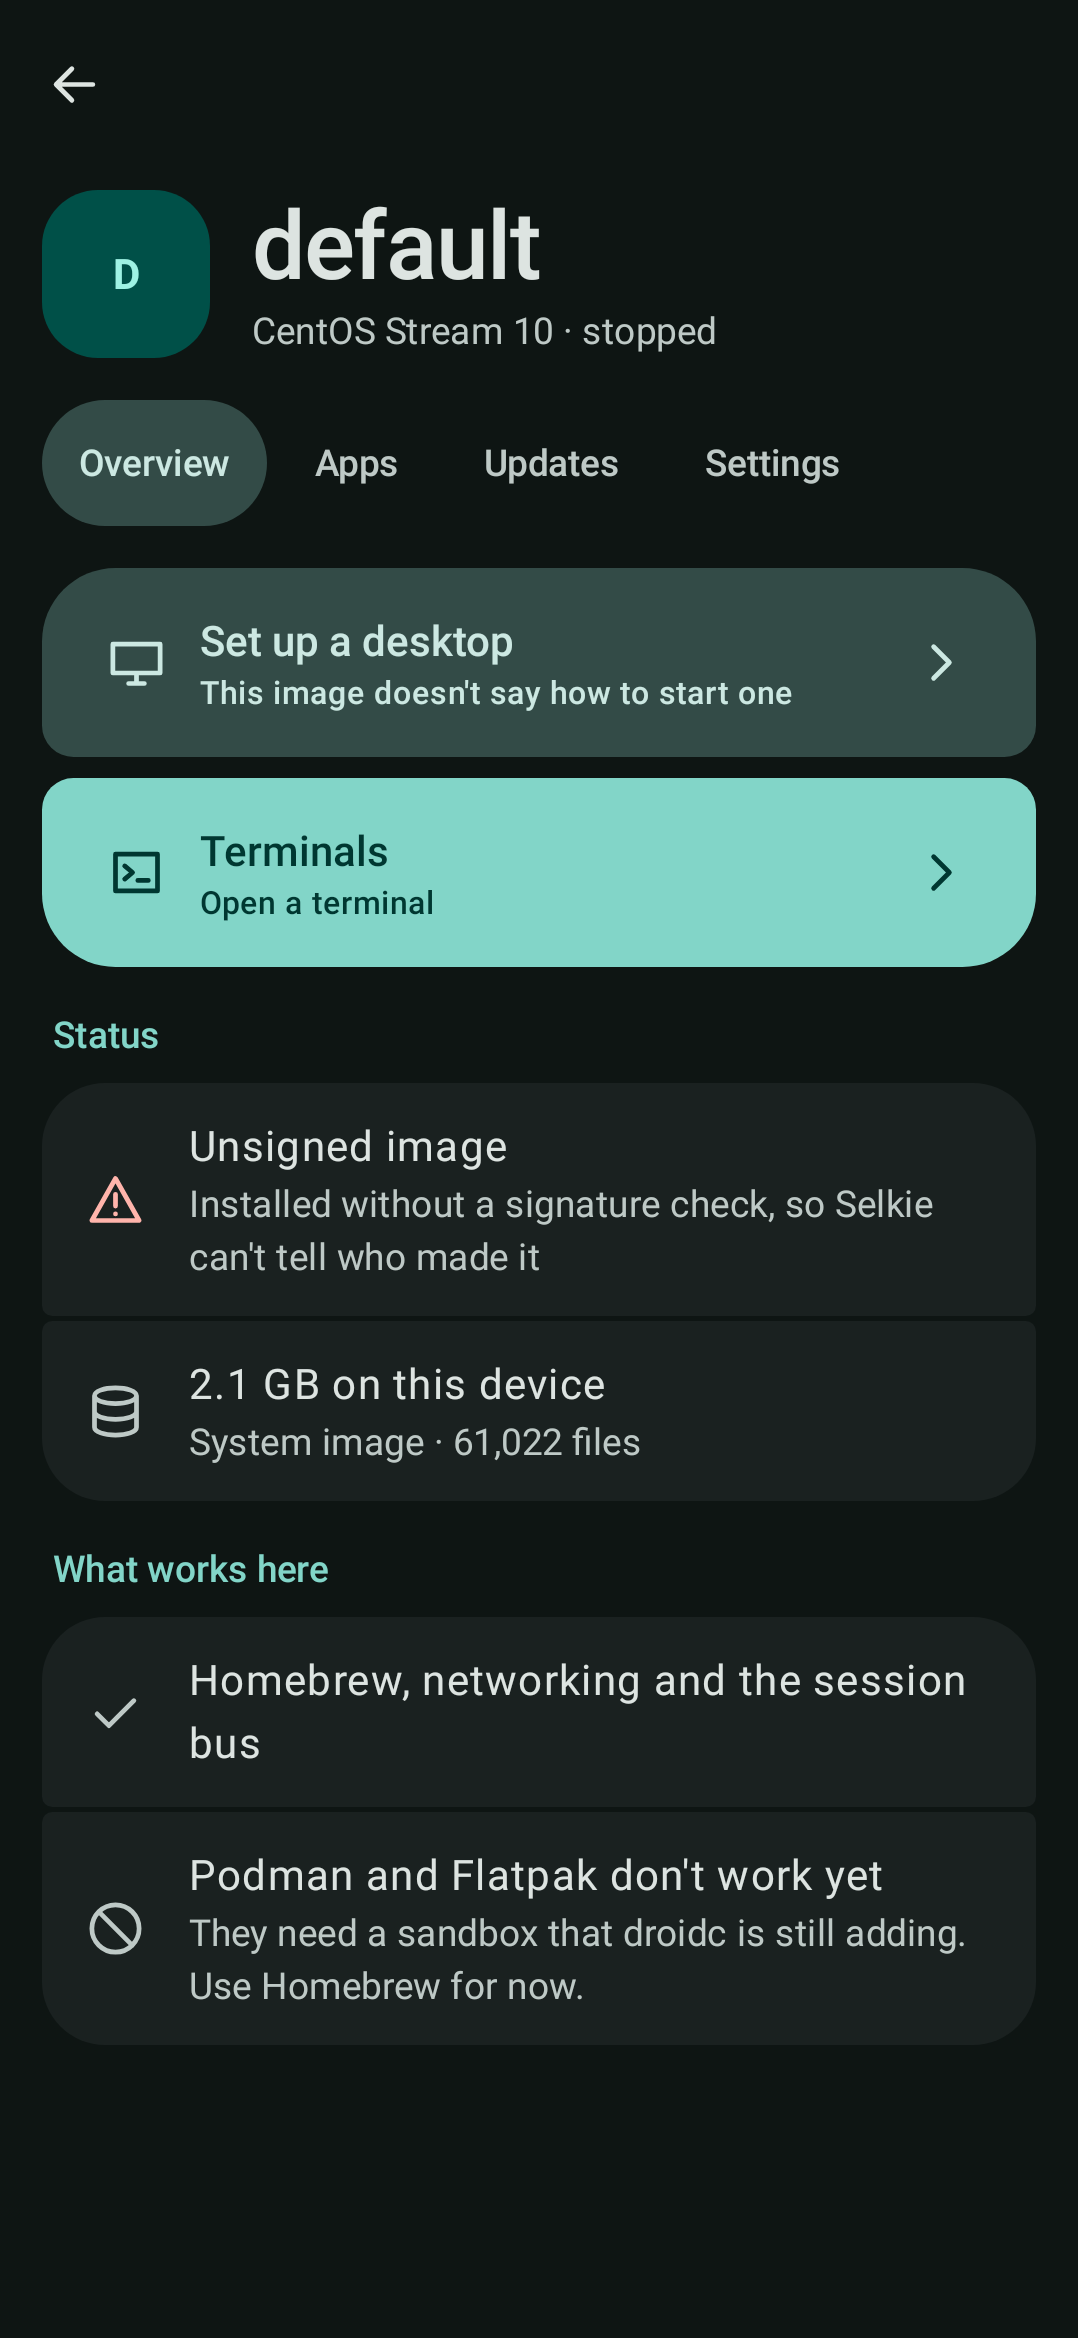 D
default
CentOS Stream 10 · stopped
Overview
Apps
Updates
Settings
Set up a desktop
This image doesn't say how to start one
Terminals
Open a terminal
Status
Unsigned image
Installed without a signature check, so Selkie
can't tell who made it
2.1 GB on this device
System image · 61,022 files
What works here
Homebrew, networking and the session
bus
Podman and Flatpak don't work yet
They need a sandbox that droidc is still adding.
Use Homebrew for now.